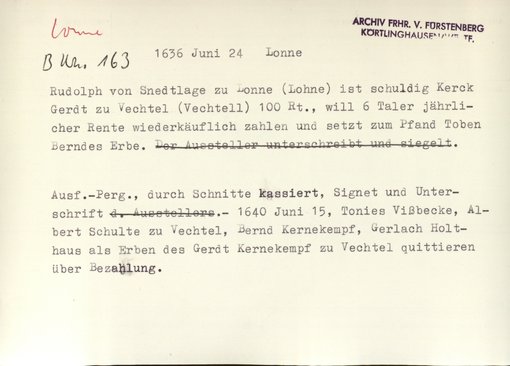 Lonne
ARCHIV FRHR. V. FÜRSTENBERG
KÖRTLINGHAUSEN
B Urk. 163
1636 Juni 24 Lonne
Rudolph von Snedtlage zu Lonne (Lohne) ist schuldig Kerck
Gerdt zu Vechtel (Vechtell) 100 Rt., will 6 Taler jährli-
cher Rente wiederkäuflich zahlen und setzt zum Pfand Toben
Berndes Erbe. Der Aussteller unterschreibt und siegelt.
Ausf.-Perg., durch Schnitte kassiert, Signet und Unter-
schrift d. Ausstellers.- 1640 Juni 15, Tonies Vißbecke, Al-
bert Schulte zu Vechtel, Bernd Kernekempf, Gerlach Holt-
haus als Erben des Gerdt Kernekempf zu Vechtel quittieren
über Bezahlung.